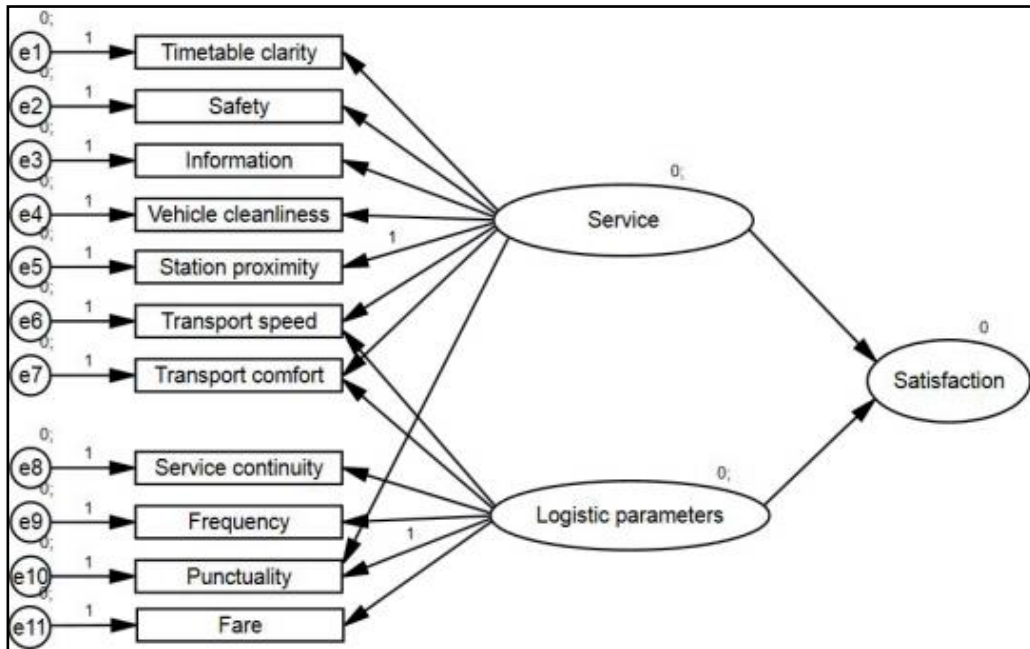 0;
e1 1 Timetable clarity
0;
e2 1 Safety
0;
e3 1 Information
0;
0;
e4 1 Vehicle cleanliness
Service
0;
1
e5 1 Station proximity
0;
e6 1 Transport speed
0;
0
e7 1 Transport comfort
Satisfaction
0;
e8 1 Service continuity
0;
0;
e9 1 Frequency
Logistic parameters
0;
1
e10 1 Punctuality
0;
e11 1 Fare